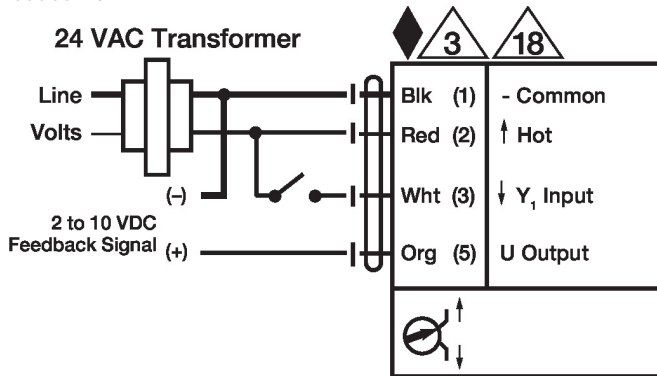 24 VAC Transformer
3
18
Line
Blk (1)
- Common
Volts
Red (2)
↑ Hot
(–)
Wht (3)
↓ Y₁ Input
2 to 10 VDC
Feedback Signal (+)
Org (5)
U Output